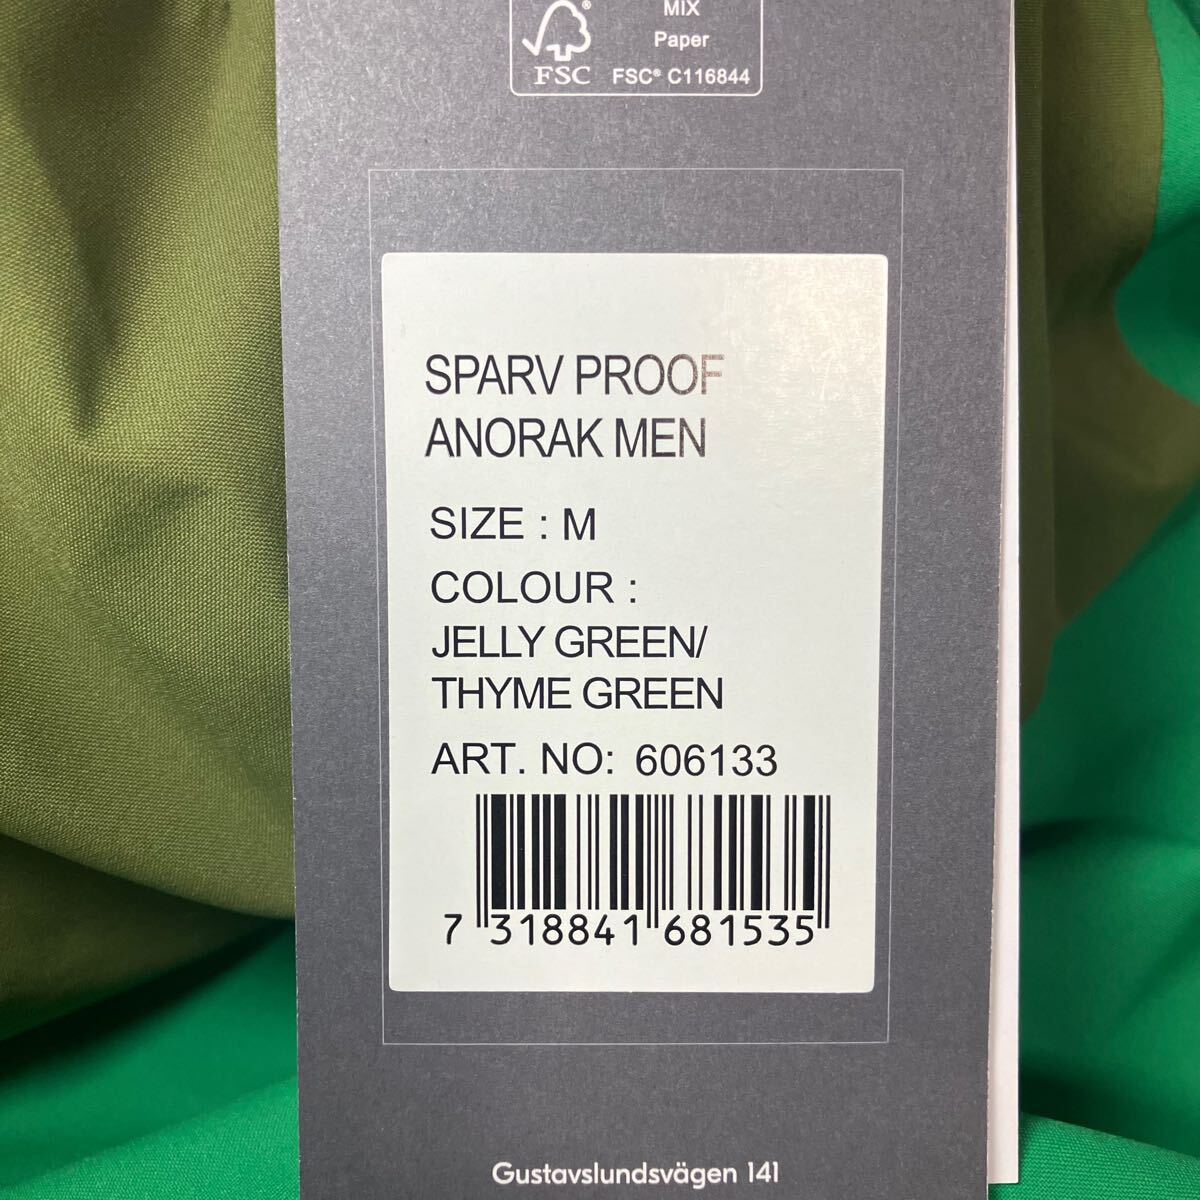 MIX
Paper
FSC® FSC® C116844
SPARV PROOF
ANORAK MEN
SIZE : M
COLOUR :
JELLY GREEN/
THYME GREEN
ART. NO: 606133
7 318841 681535
Gustavslundsvägen 141